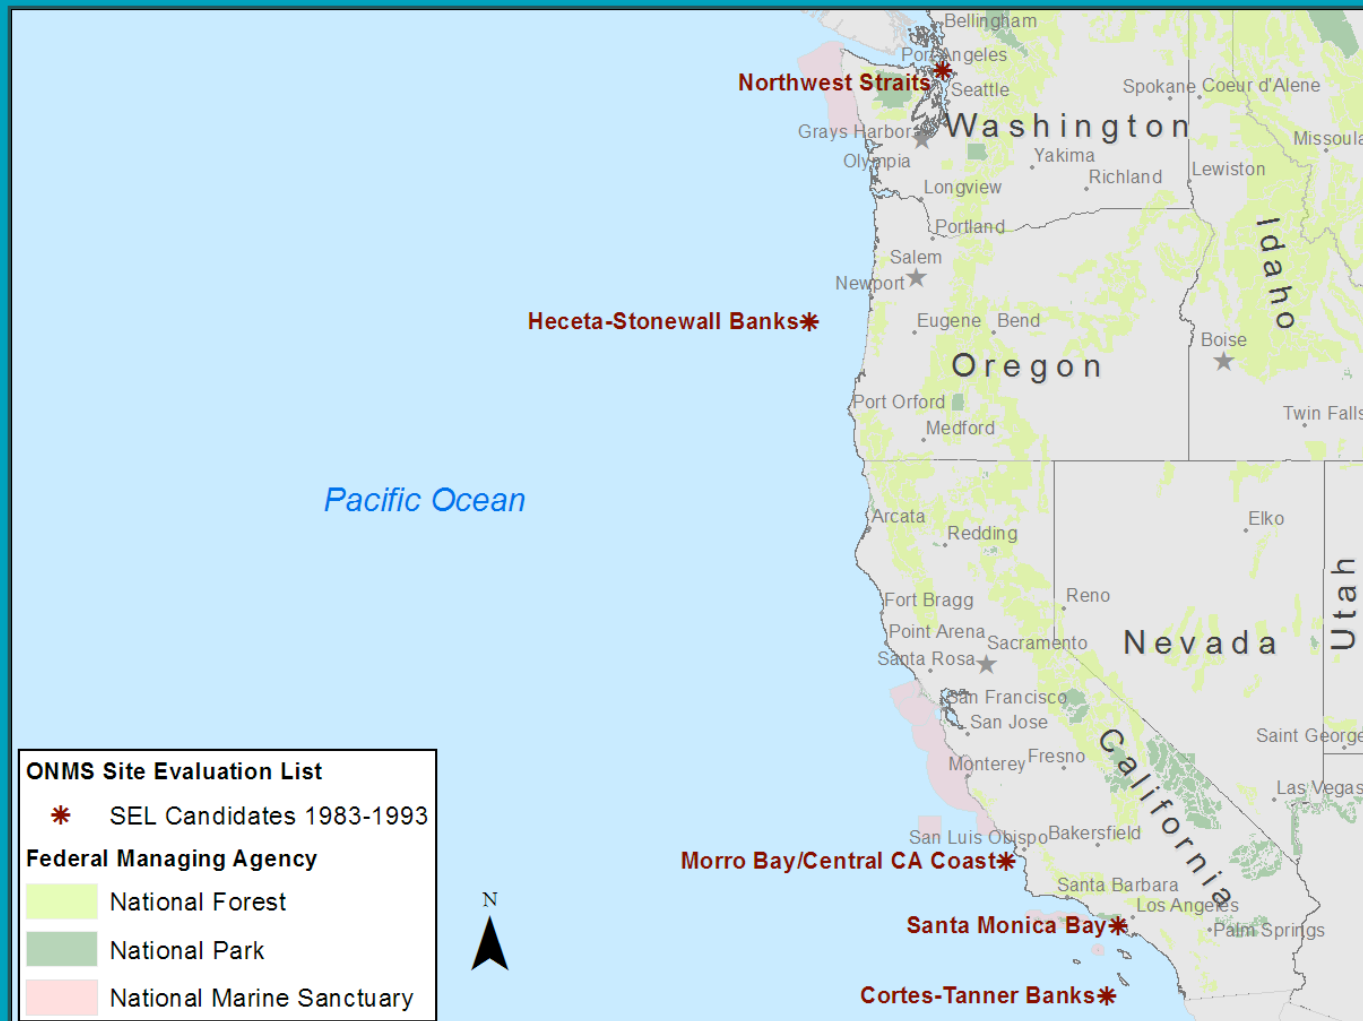 Bellingham
Port Angeles
Northwest Straits
Seattle
Spokane
Coeur d'Alene
Washington
Grays Harbor
Missoula
Olympia
Yakima
Lewiston
Richland
Longview
Idaho
Portland
Salem
Newport
Heceta-Stonewall Banks
Eugene
Bend
Boise
Oregon
Port Orford
Twin Falls
Medford
Pacific Ocean
Arcata
Elko
Redding
Utah
Fort Bragg
Reno
Point Arena
Sacramento
Nevada
Santa Rosa
San Francisco
San Jose
Saint George
California
Monterey
Fresno
Las Vegas
San Luis Obispo
Bakersfield
Morro Bay/Central CA Coast
Santa Barbara
Los Angeles
Santa Monica Bay
Palm Springs
Cortes-Tanner Banks
N
ONMS Site Evaluation List
SEL Candidates 1983-1993
Federal Managing Agency
National Forest
National Park
National Marine Sanctuary